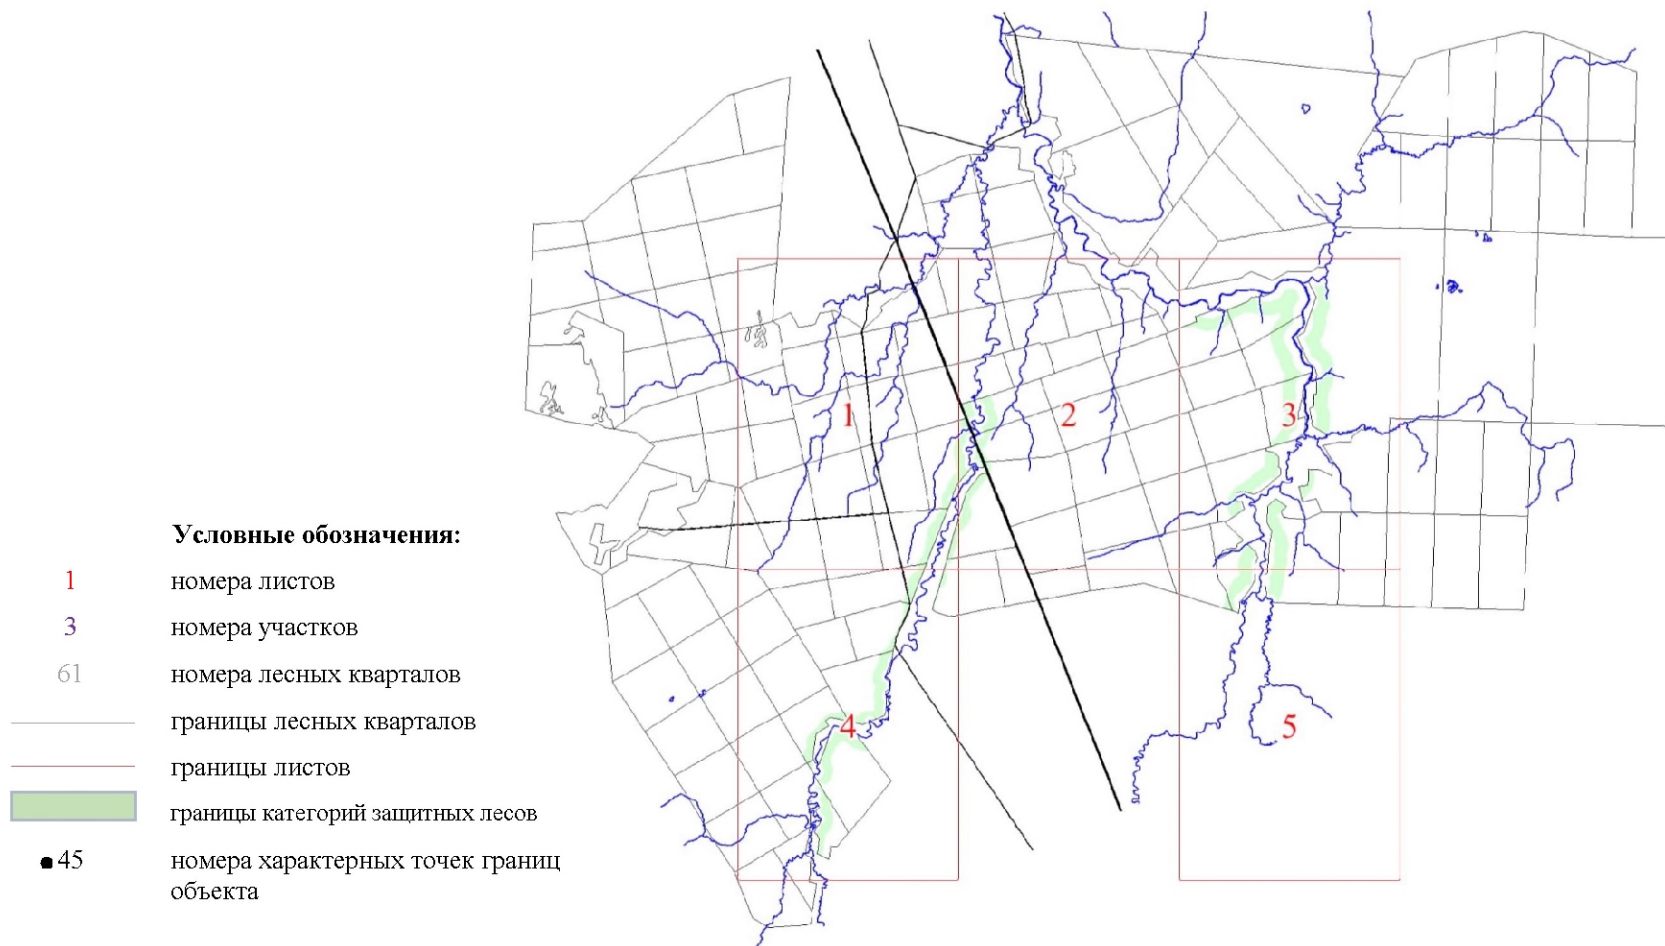 Условные обозначения:
1 номера листов
3 номера участков
61 номера лесных кварталов
границы лесных кварталов
границы листов
границы категорий защитных лесов
45 номера характерных точек границ
объекта
1
2
3
4
5